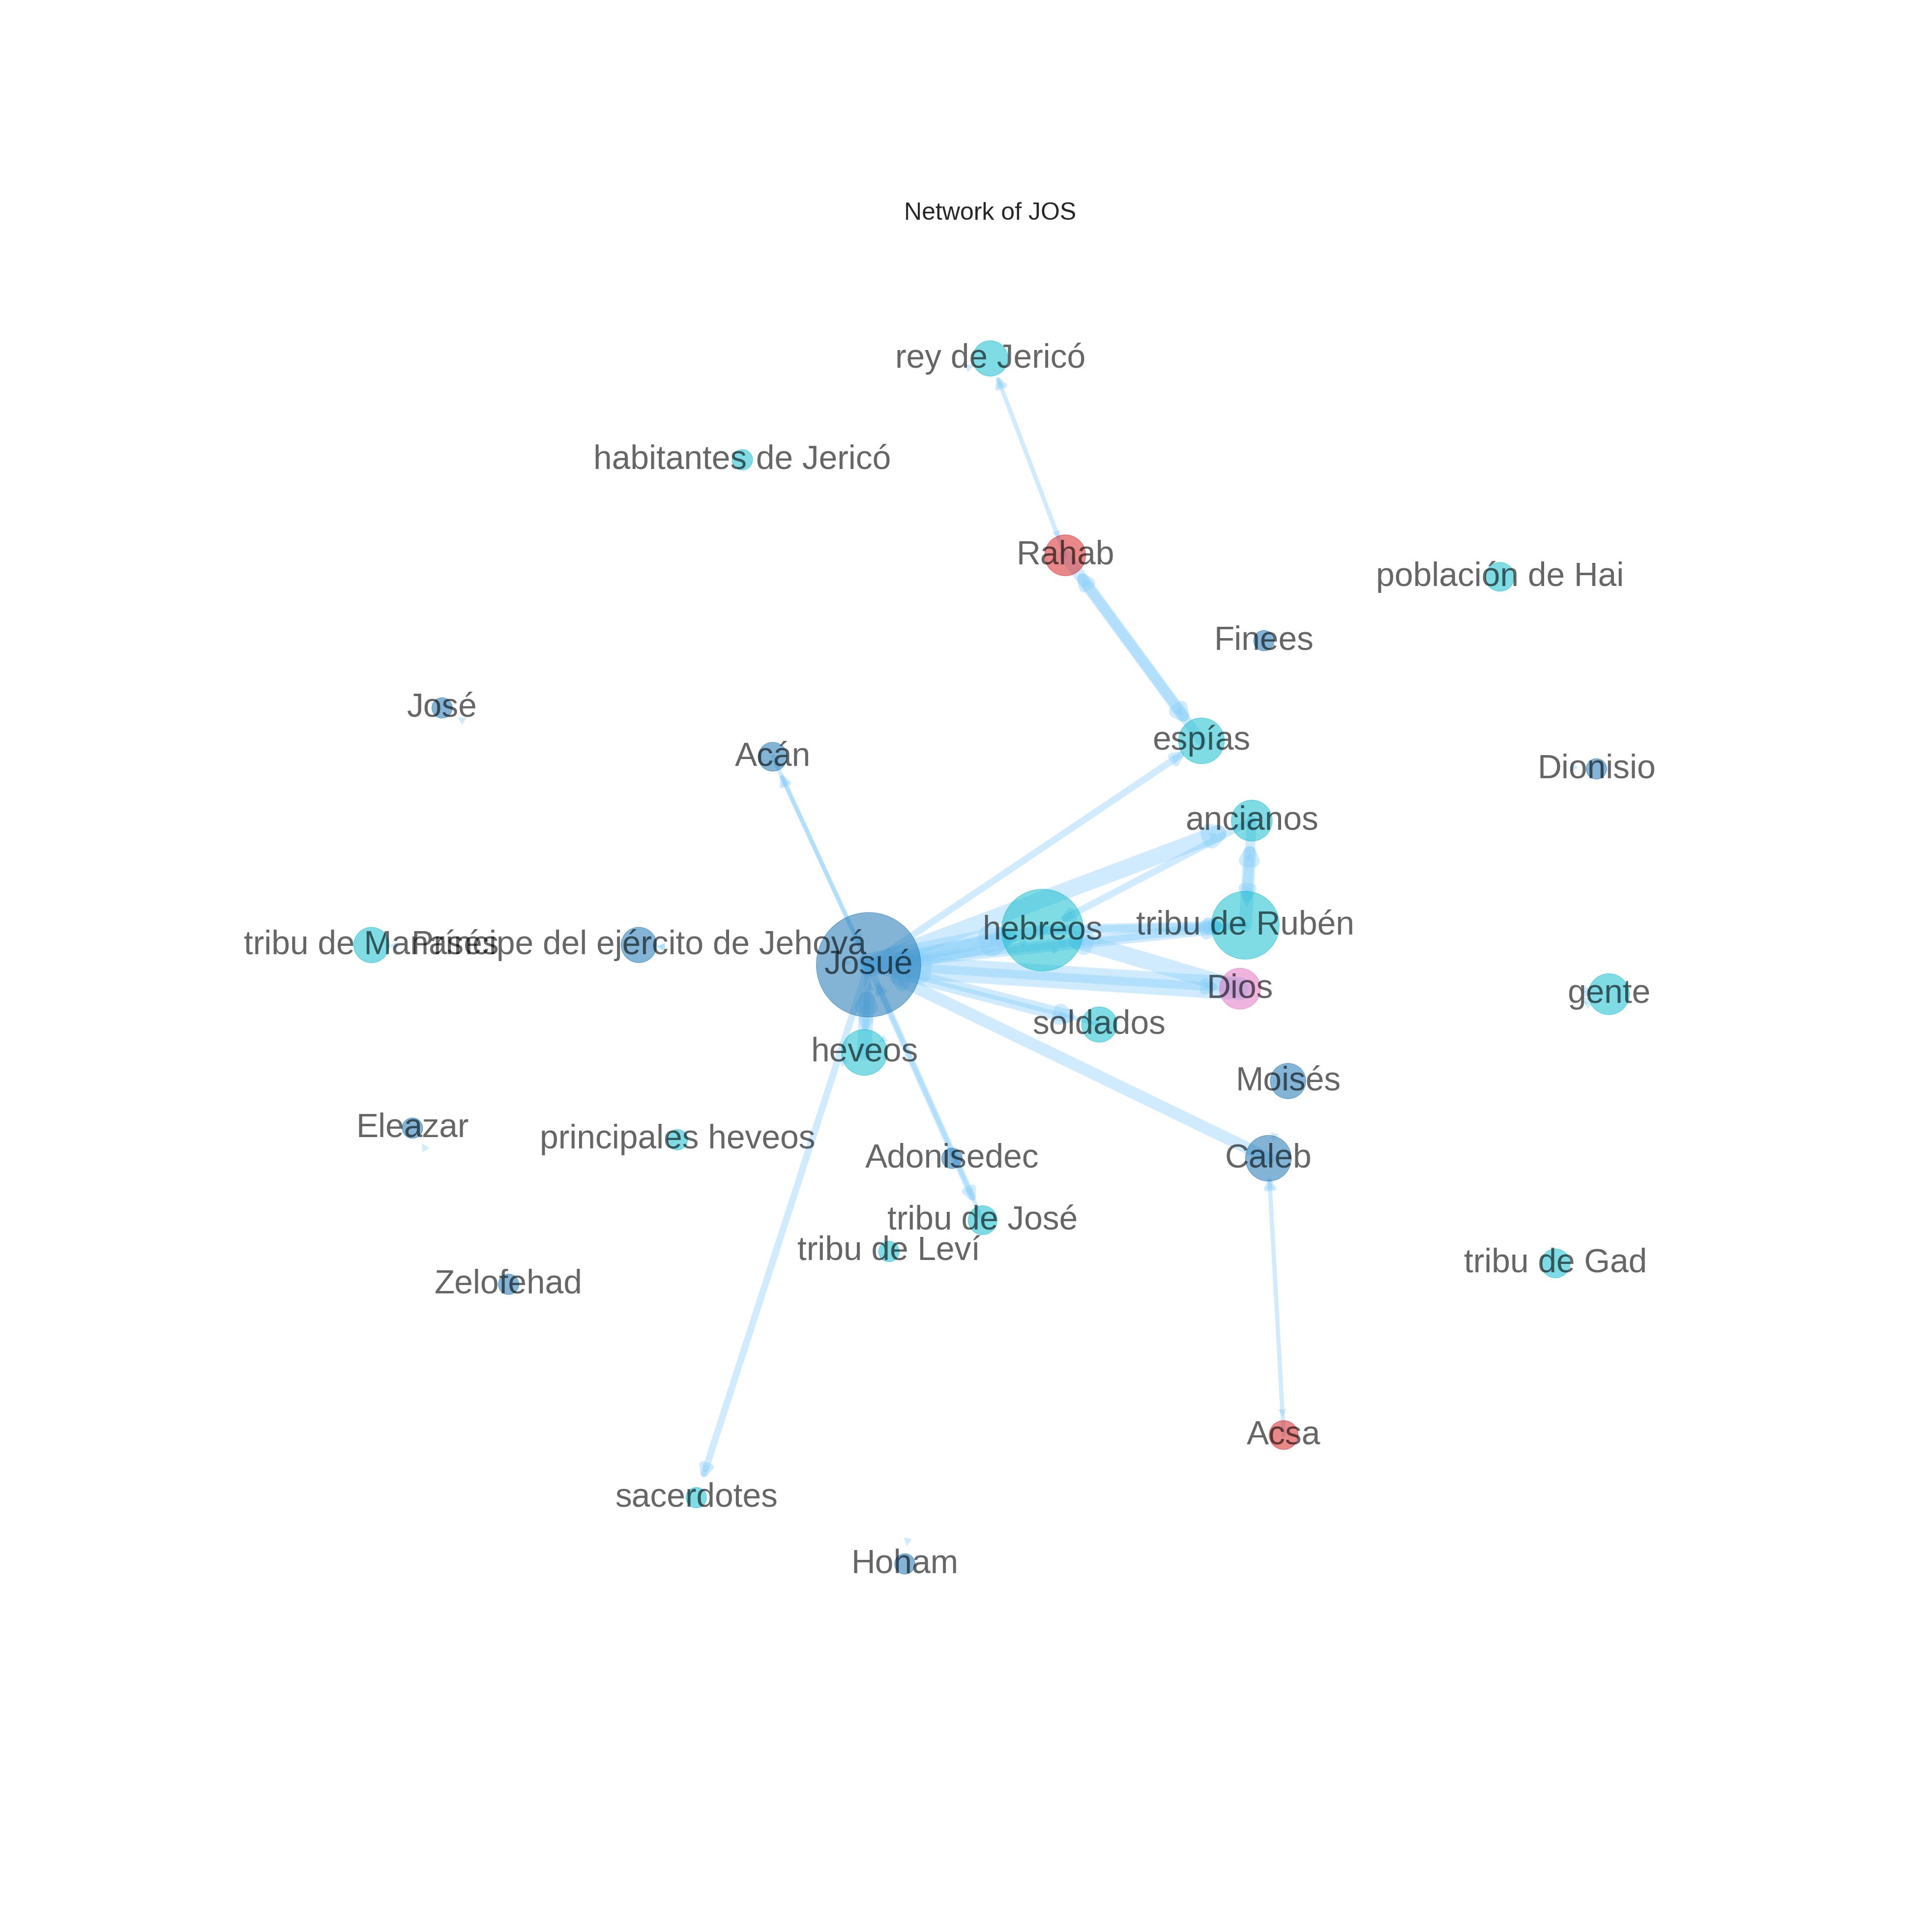 Network of JOS
rey de Jericó
habitantes de Jericó
Rahab
población de Hai
Finees
José
espías
Acán
Dionisio
ancianos
tribu de Manasés
Príncipe del ejército de Jehová
hebreos
tribu de Rubén
Josué
Dios
gente
soldados
heveos
Moisés
Eleazar
principales heveos
Adonisedec
Caleb
tribu de José
tribu de Leví
tribu de Gad
Zelofehad
Acsa
sacerdotes
Hoham